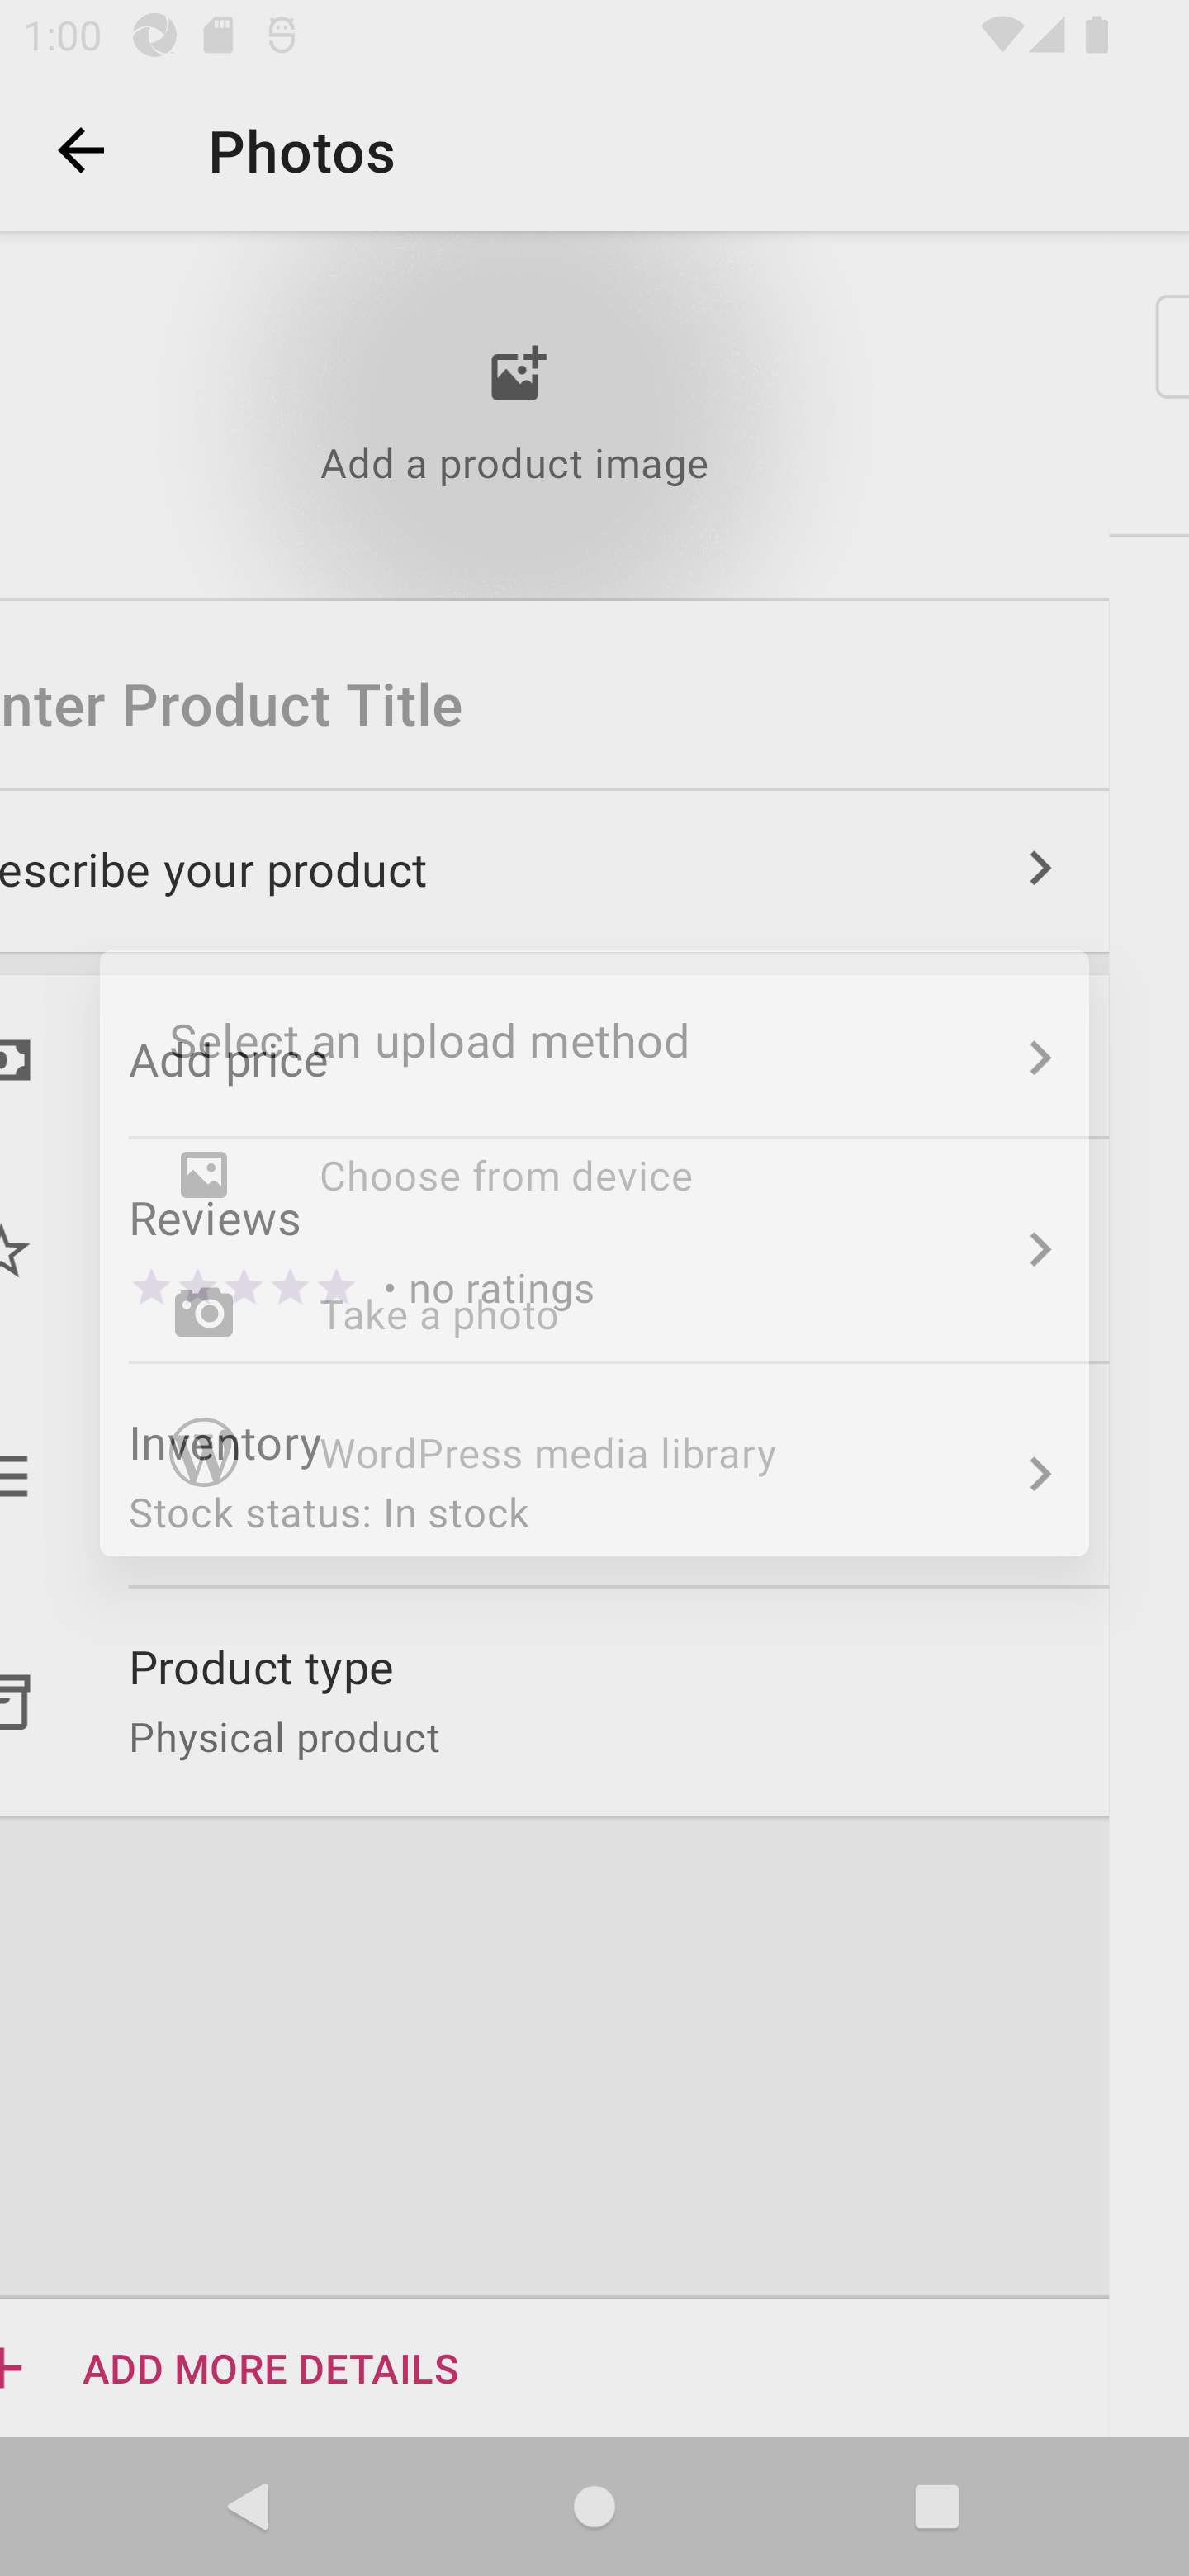 1:00
Photos
Add a product image
nter Product Title
escribe your product
Select an upload method
Add price
Choose from device
Reviews
• no ratings
Take a photo
Inventory
WordPress media library
Stock status: In stock
Product type
Physical product
ADD MORE DETAILS